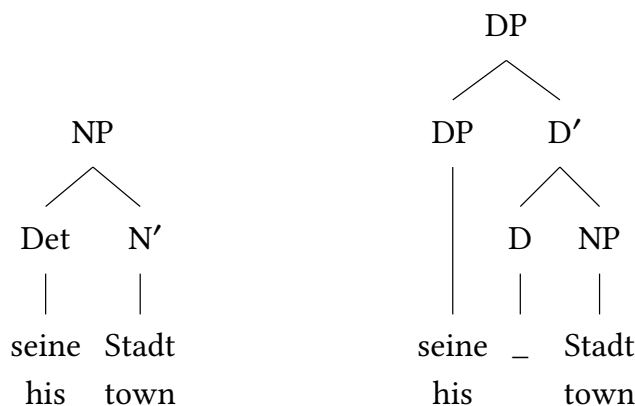 DP
NP DP D′
Det N′ D NP
seine Stadt seine _ Stadt
his town his town